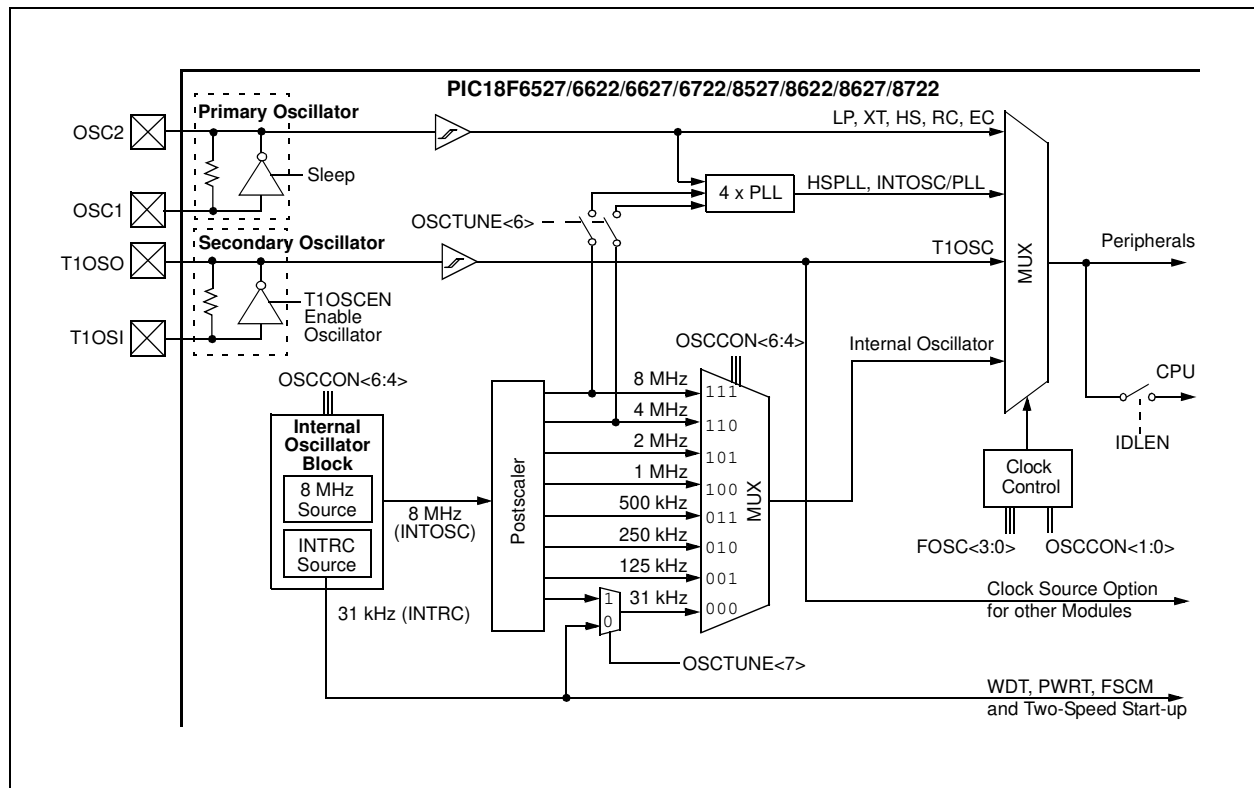 PIC18F6527/6622/6627/6722/8527/8622/8627/8722
Primary Oscillator
OSC2
LP, XT, HS, RC, EC
Sleep
OSC1
4 x PLL
HSPLL, INTOSC/PLL
OSCTUNE<6>
Secondary Oscillator
T1OSO
T1OSC
Peripherals
MUX
T1OSCEN
Enable
Oscillator
T1OSI
OSCCON<6:4>
Internal Oscillator
CPU
IDLEN
OSCCON<6:4>
Internal
Oscillator
Block
8 MHz
Source
INTRC
Source
8 MHz
(INTOSC)
31 kHz (INTRC)
Postscaler
8 MHz
111
4 MHz
110
2 MHz
101
1 MHz
100
500 kHz
011
250 kHz
010
125 kHz
001
1
0
31 kHz
000
MUX
Clock
Control
FOSC<3:0>
OSCCON<1:0>
Clock Source Option
for other Modules
OSCTUNE<7>
WDT, PWRT, FSCM
and Two-Speed Start-up